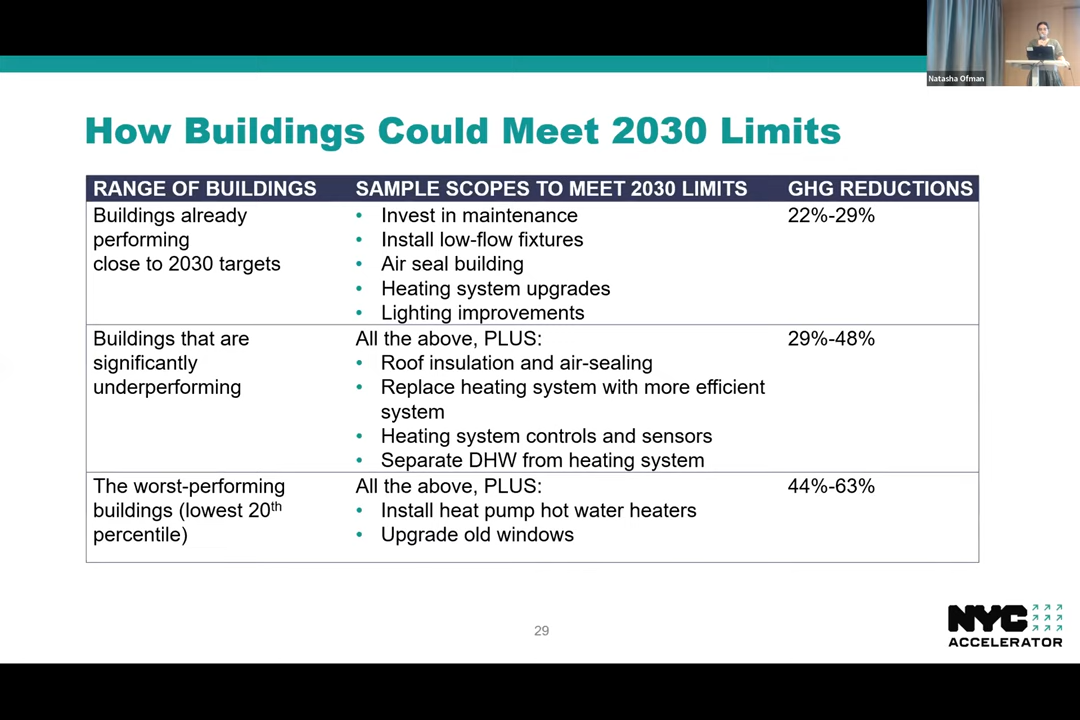 Natasha Ofman
How Buildings Could Meet 2030 Limits
RANGE OF BUILDINGS SAMPLE SCOPES TO MEET 2030 LIMITS GHG REDUCTIONS
Buildings already
performing
close to 2030 targets
• Invest in maintenance
• Install low-flow fixtures
• Air seal building
• Heating system upgrades
• Lighting improvements
22%-29%
Buildings that are
significantly
underperforming
All the above, PLUS:
• Roof insulation and air-sealing
• Replace heating system with more efficient
system
• Heating system controls and sensors
• Separate DHW from heating system
29%-48%
The worst-performing
buildings (lowest 20th
percentile)
All the above, PLUS:
• Install heat pump hot water heaters
• Upgrade old windows
44%-63%
29
NYC
ACCELERATOR